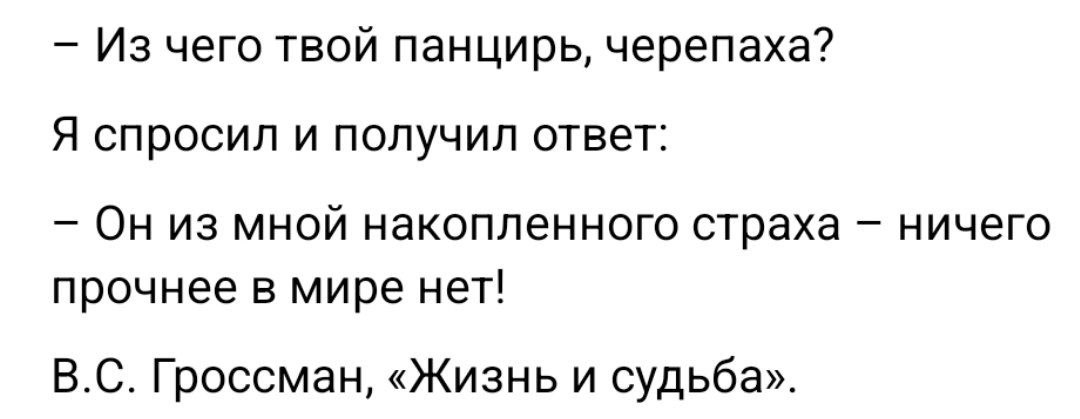 – Из чего твой панцирь, черепаха?
Я спросил и получил ответ:
– Он из мной накопленного страха – ничего
прочнее в мире нет!
В.С. Гроссман, «Жизнь и судьба».